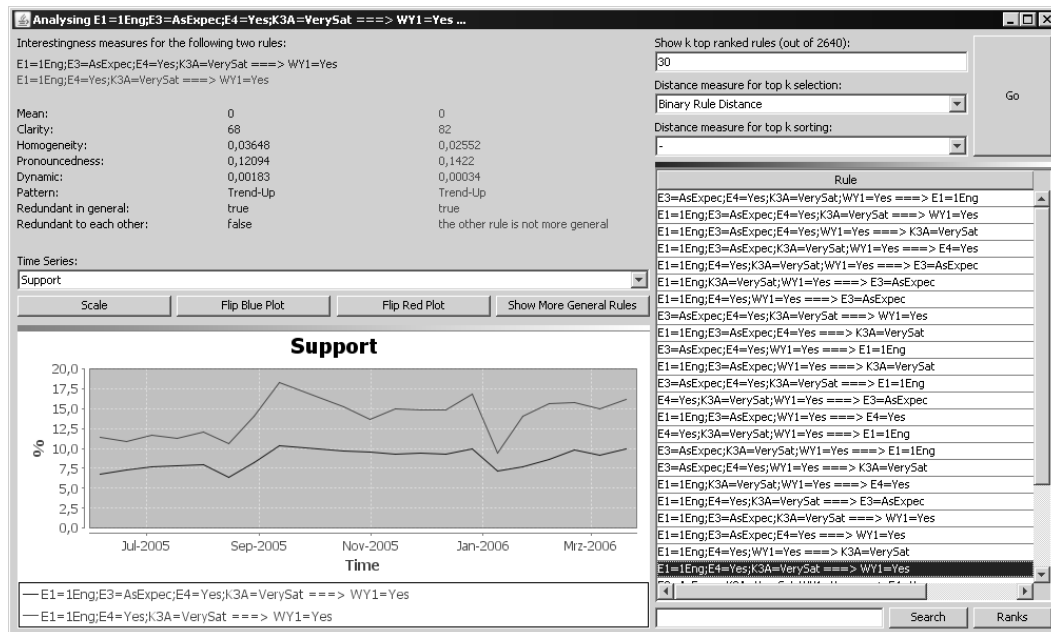 Analysing E1=1Eng;E3=AsExpec;E4=Yes;K3A=VerySat ===> WY1=Yes ...
Interestingness measures for the following two rules:
E1=1Eng;E3=AsExpec;E4=Yes;K3A=VerySat ===> WY1=Yes
E1=1Eng;E4=Yes;K3A=VerySat ===> WY1=Yes
Mean: 0 0
Clarity: 68 82
Homogeneity: 0,03648 0,02552
Pronouncedness: 0,12094 0,1422
Dynamic: 0,00183 0,00034
Pattern: Trend-Up Trend-Up
Redundant in general: true true
Redundant to each other: false the other rule is not more general
Time Series:
Support
Scale Flip Blue Plot Flip Red Plot Show More General Rules
Support
20,0
17,5
15,0
12,5
10,0
7,5
5,0
2,5
0,0
%
Jul-2005 Sep-2005 Nov-2005 Jan-2006 Mrz-2006
Time
E1=1Eng;E3=AsExpec;E4=Yes;K3A=VerySat ===> WY1=Yes
E1=1Eng;E4=Yes;K3A=VerySat ===> WY1=Yes
Show k top ranked rules (out of 2640):
30
Distance measure for top k selection:
Binary Rule Distance
Distance measure for top k sorting:
-
Go
Rule
E3=AsExpec;E4=Yes;K3A=VerySat;WY1=Yes ===> E1=1Eng
E1=1Eng;E3=AsExpec;E4=Yes;K3A=VerySat ===> WY1=Yes
E1=1Eng;E3=AsExpec;E4=Yes;WY1=Yes ===> K3A=VerySat
E1=1Eng;E3=AsExpec;K3A=VerySat;WY1=Yes ===> E4=Yes
E1=1Eng;E4=Yes;K3A=VerySat;WY1=Yes ===> E3=AsExpec
E1=1Eng;K3A=VerySat;WY1=Yes ===> E3=AsExpec
E1=1Eng;E4=Yes;WY1=Yes ===> E3=AsExpec
E3=AsExpec;E4=Yes;K3A=VerySat ===> WY1=Yes
E1=1Eng;E3=AsExpec;E4=Yes ===> K3A=VerySat
E3=AsExpec;E4=Yes;WY1=Yes ===> E1=1Eng
E1=1Eng;E3=AsExpec;WY1=Yes ===> K3A=VerySat
E3=AsExpec;E4=Yes;K3A=VerySat ===> E1=1Eng
E4=Yes;K3A=VerySat;WY1=Yes ===> E3=AsExpec
E1=1Eng;E3=AsExpec;WY1=Yes ===> E4=Yes
E4=Yes;K3A=VerySat;WY1=Yes ===> E1=1Eng
E3=AsExpec;K3A=VerySat;WY1=Yes ===> E1=1Eng
E3=AsExpec;E4=Yes;WY1=Yes ===> K3A=VerySat
E1=1Eng;K3A=VerySat;WY1=Yes ===> E4=Yes
E1=1Eng;E4=Yes;K3A=VerySat ===> E3=AsExpec
E1=1Eng;E3=AsExpec;K3A=VerySat ===> WY1=Yes
E1=1Eng;E3=AsExpec;E4=Yes ===> WY1=Yes
E1=1Eng;E4=Yes;WY1=Yes ===> K3A=VerySat
E1=1Eng;E4=Yes;K3A=VerySat ===> WY1=Yes
Search Ranks